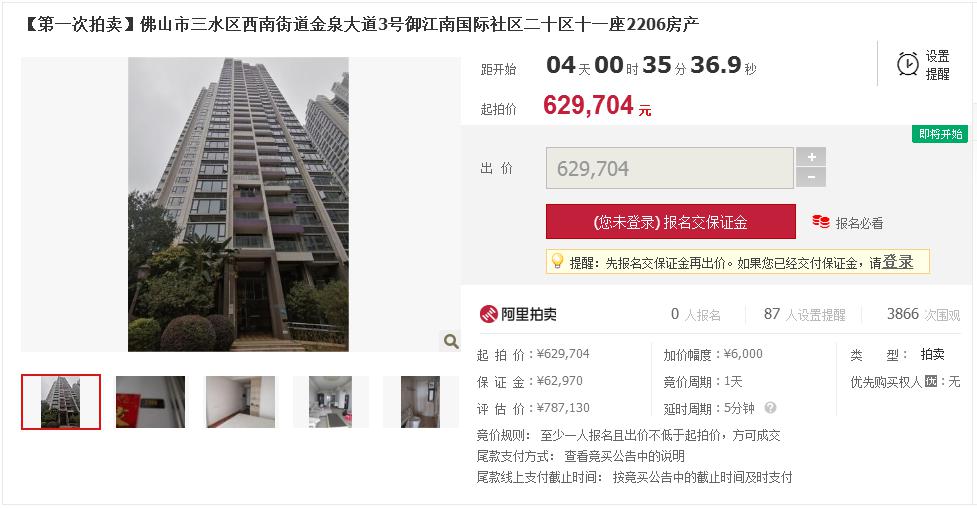 【第一次拍卖】佛山市三水区西南街道金泉大道3号御江南国际社区二十区十一座2206房产
距开始 04 天 00 时 35 分 36.9 秒
设置
提醒
起拍价 629,704 元
即将开始
出 价 629,704 + -
(您未登录) 报名交保证金 报名必看
提醒：先报名交保证金再出价。如果您已经交付保证金，请登录
阿里拍卖 0 人报名 87 人设置提醒 3866 次围观
起 拍 价：¥629,704 加价幅度：¥6,000 类 型： 拍卖
保 证 金：¥62,970 竞价周期：1天 优先购买权人优：无
评 估 价：¥787,130 延时周期：5分钟 ?
竞价规则： 至少一人报名且出价不低于起拍价，方可成交
尾款支付方式： 查看竞买公告中的说明
尾款线上支付截止时间： 按竞买公告中的截止时间及时支付